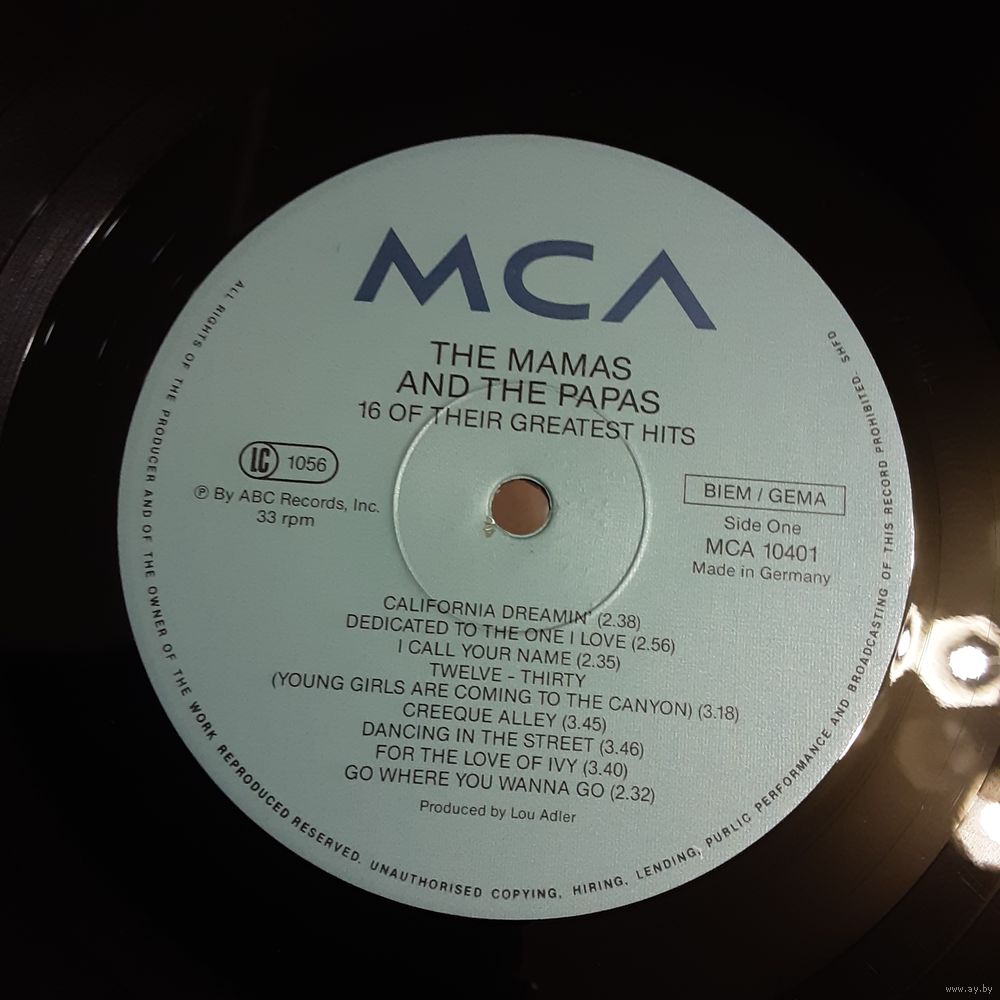 MCA
THE MAMAS
AND THE PAPAS
16 OF THEIR GREATEST HITS
LC 1056
℗ By ABC Records, Inc.
33 rpm
BIEM / GEMA
Side One
MCA 10401
Made in Germany
CALIFORNIA DREAMIN' (2.38)
DEDICATED TO THE ONE I LOVE (2.56)
I CALL YOUR NAME (2.35)
TWELVE - THIRTY
(YOUNG GIRLS ARE COMING TO THE CANYON) (3.18)
CREEQUE ALLEY (3.45)
DANCING IN THE STREET (3.46)
FOR THE LOVE OF IVY (3.40)
GO WHERE YOU WANNA GO (2.32)
Produced by Lou Adler
ALL RIGHTS OF THE PRODUCER AND OF THE OWNER OF THE WORK REPRODUCED RESERVED. UNAUTHORISED COPYING, HIRING, LENDING, PUBLIC PERFORMANCE AND BROADCASTING OF THIS RECORD PROHIBITED. SHFD
www.ay.by